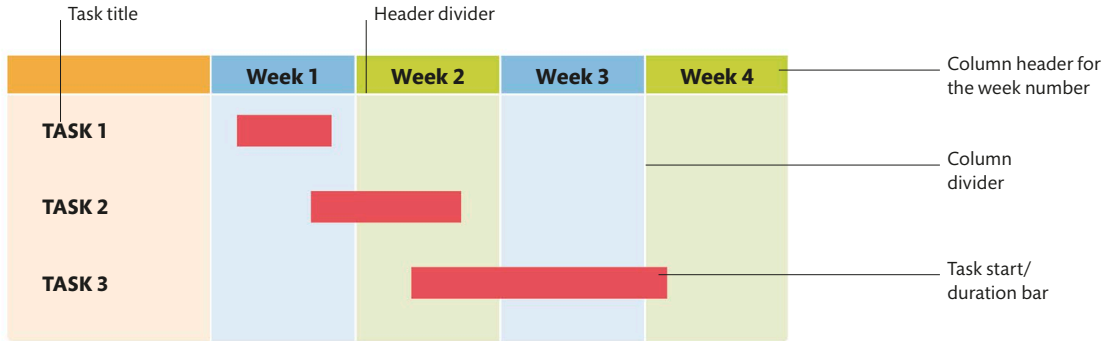 Task title
Header divider
Week 1
Week 2
Week 3
Week 4
Column header for
the week number
TASK 1
Column
divider
TASK 2
TASK 3
Task start/
duration bar